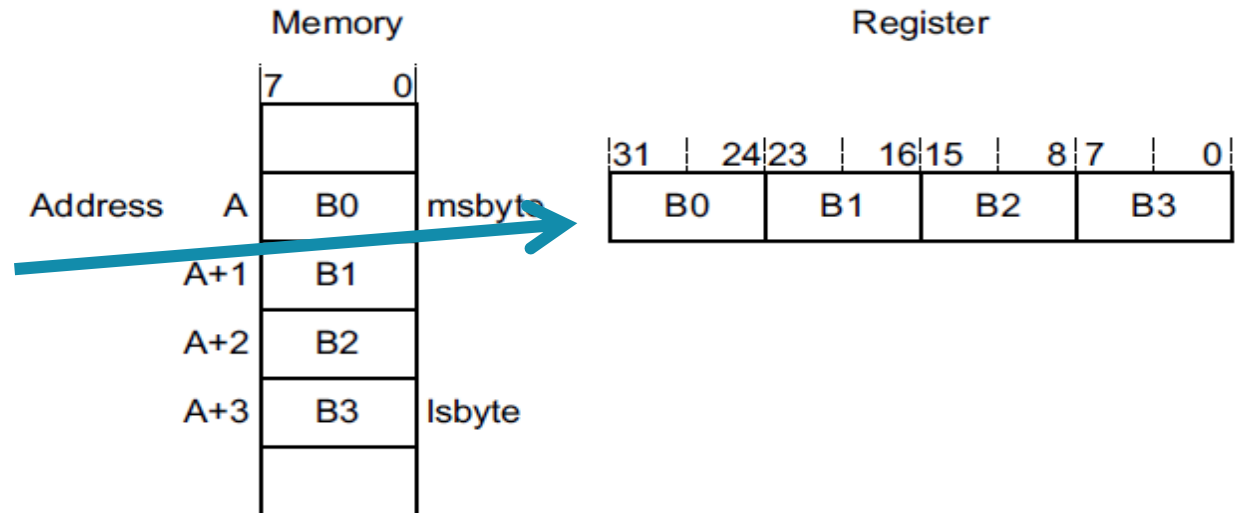 Memory
Register
7 0
31 24 23 16 15 8 7 0
Address A B0 msbyte
B0 B1 B2 B3
A+1 B1
A+2 B2
A+3 B3 lsbyte